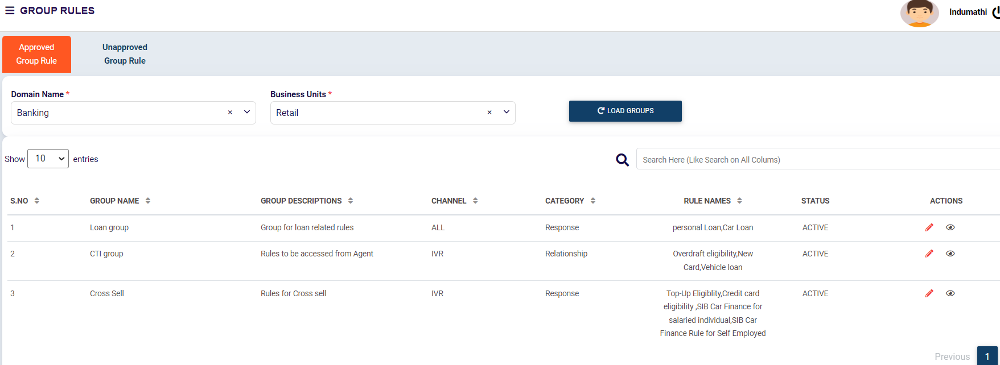 GROUP RULES
Indumathi
Approved
Group Rule
Unapproved
Group Rule
Domain Name *
Business Units *
Banking × 
Retail ×
LOAD GROUPS
Show 10 entries
Search Here (Like Search on All Colums)
S.NO GROUP NAME GROUP DESCRIPTIONS CHANNEL CATEGORY RULE NAMES STATUS ACTIONS
1 Loan group Group for loan related rules ALL Response personal Loan,Car Loan ACTIVE
2 CTI group Rules to be accessed from Agent IVR Relationship Overdraft eligibility,New ACTIVE
Card,Vehicle loan
3 Cross Sell Rules for Cross sell IVR Response Top-Up Eligiblity,Credit card ACTIVE
eligibility ,SIB Car Finance for
salaried individual,SIB Car
Finance Rule for Self Employed
Previous 1